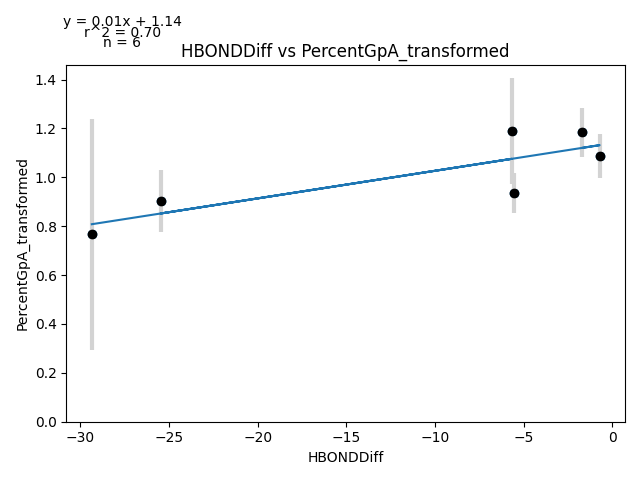 y = 0.01x + 1.14
r^2 = 0.70
n = 6
HBONDDiff vs PercentGpA_transformed
1.4
1.2
1.0
0.8
0.6
0.4
0.2
0.0
PercentGpA_transformed
−30 −25 −20 −15 −10 −5 0
HBONDDiff